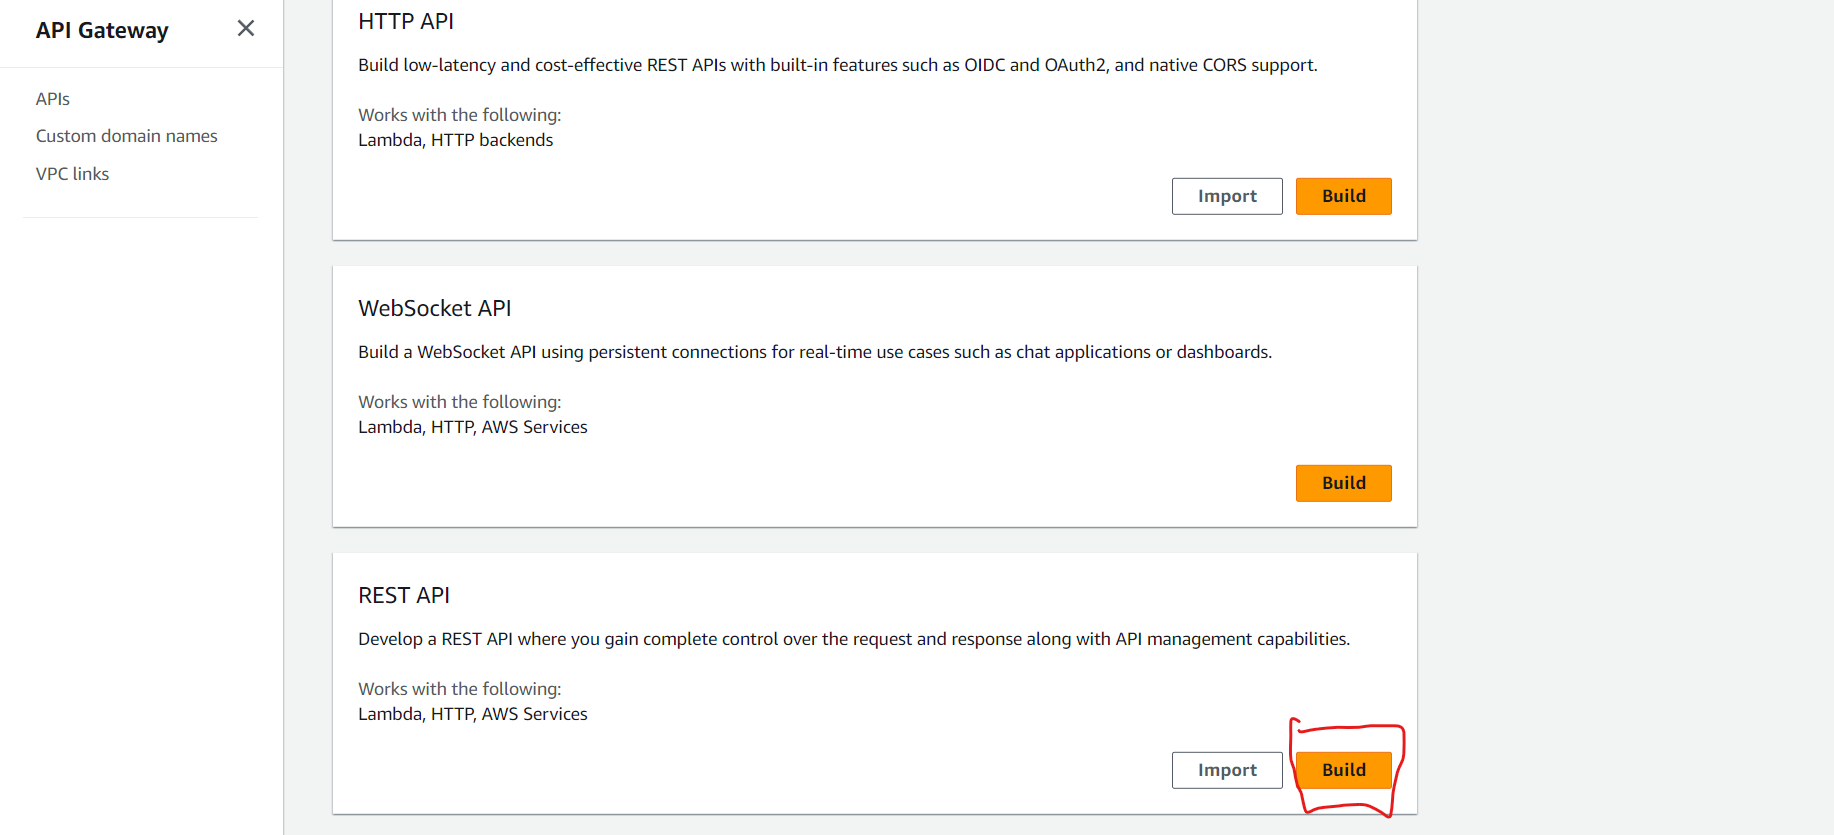 API Gateway
APIs
Custom domain names
VPC links
HTTP API
Build low-latency and cost-effective REST APIs with built-in features such as OIDC and OAuth2, and native CORS support.
Works with the following:
Lambda, HTTP backends
Import
Build
WebSocket API
Build a WebSocket API using persistent connections for real-time use cases such as chat applications or dashboards.
Works with the following:
Lambda, HTTP, AWS Services
Build
REST API
Develop a REST API where you gain complete control over the request and response along with API management capabilities.
Works with the following:
Lambda, HTTP, AWS Services
Import
Build